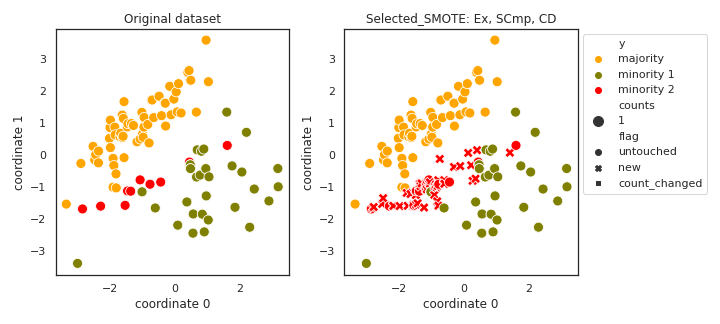 Original dataset
3
2
1
0
−1
−2
−3
coordinate 1
−2
0
2
coordinate 0
Selected_SMOTE: Ex, SCmp, CD
3
2
1
0
−1
−2
−3
coordinate 1
−2
0
2
coordinate 0
y
majority
minority 1
minority 2
counts
1
flag
untouched
new
count_changed